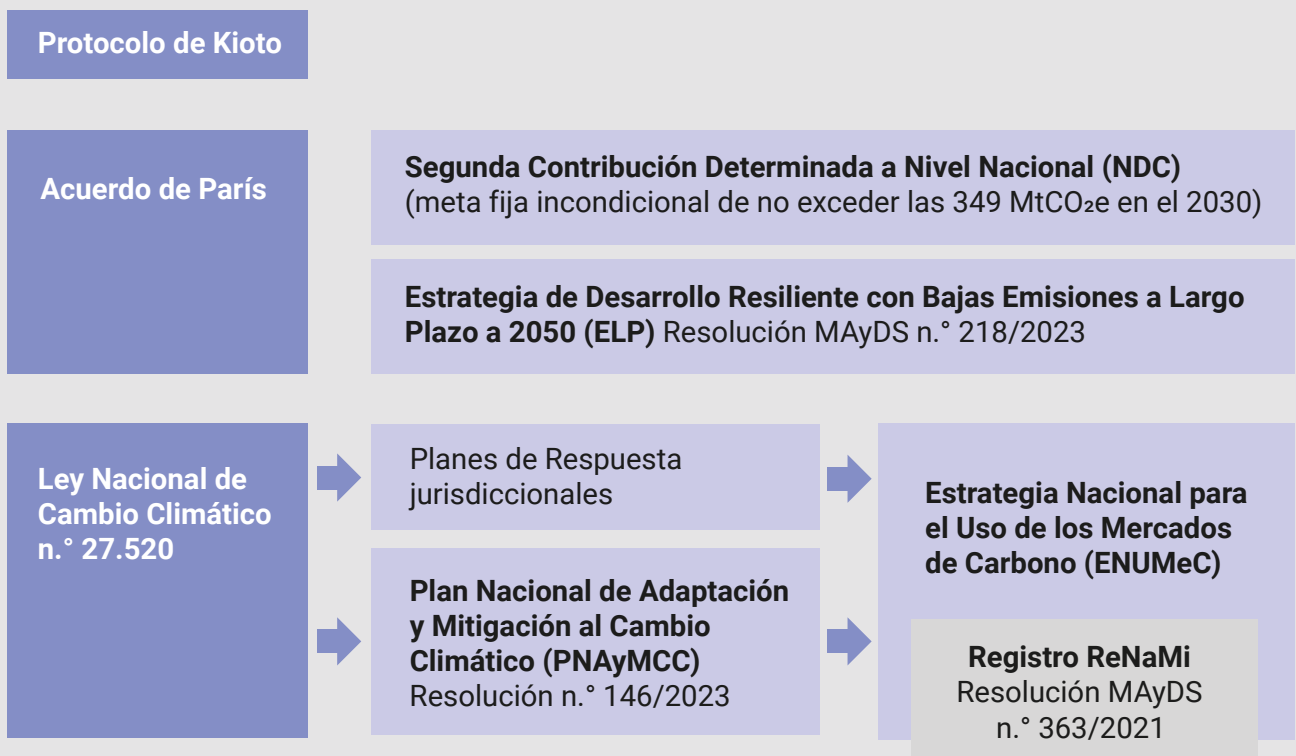 Protocolo de Kioto
Acuerdo de París
Segunda Contribución Determinada a Nivel Nacional (NDC)
(meta fija incondicional de no exceder las 349 MtCO₂e en el 2030)
Estrategia de Desarrollo Resiliente con Bajas Emisiones a Largo
Plazo a 2050 (ELP) Resolución MAyDS n.° 218/2023
Ley Nacional de
Cambio Climático
n.° 27.520
Planes de Respuesta
jurisdiccionales
Plan Nacional de Adaptación
y Mitigación al Cambio
Climático (PNAyMCC)
Resolución n.° 146/2023
Estrategia Nacional para
el Uso de los Mercados
de Carbono (ENUMeC)
Registro ReNaMi
Resolución MAyDS
n.° 363/2021